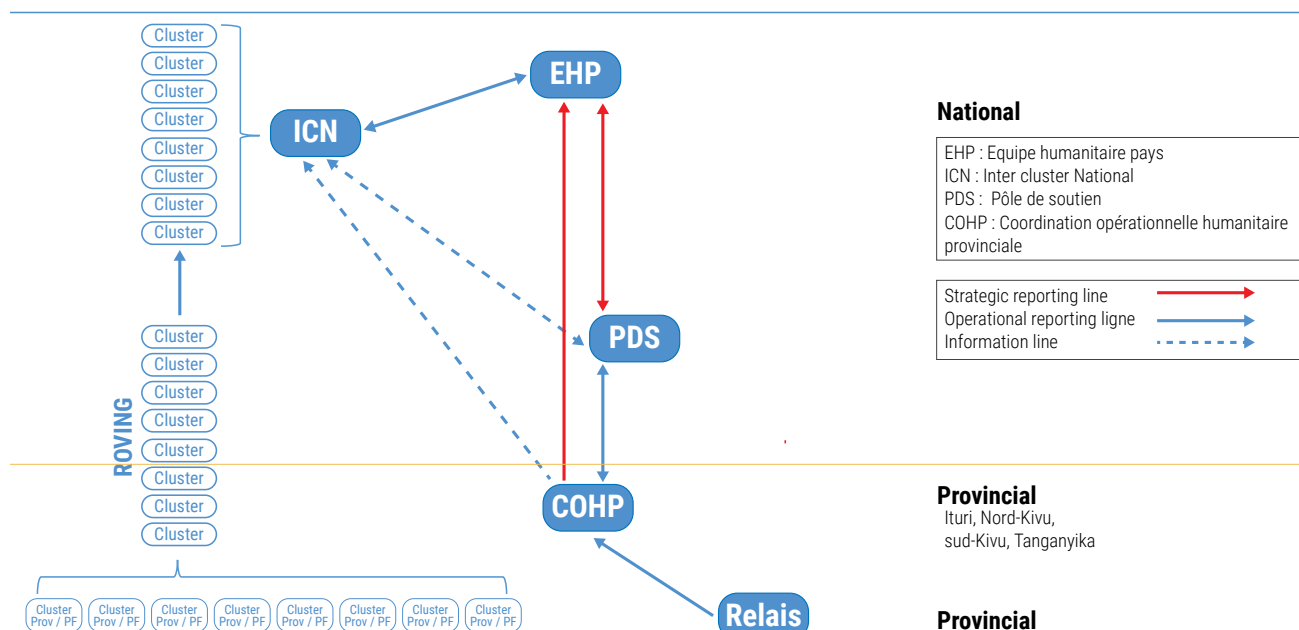 Cluster
Cluster
Cluster
Cluster
Cluster
Cluster
Cluster
Cluster
EHP
ICN
National
EHP : Equipe humanitaire pays
ICN : Inter cluster National
PDS : Pôle de soutien
COHP : Coordination opérationnelle humanitaire
provinciale
Strategic reporting line
Operational reporting ligne
Information line
PDS
ROVING
Cluster
Cluster
Cluster
Cluster
Cluster
Cluster
Cluster
Cluster
COHP
Provincial
Ituri, Nord-Kivu,
sud-Kivu, Tanganyika
Cluster
Prov / PF
Cluster
Prov / PF
Cluster
Prov / PF
Cluster
Prov / PF
Cluster
Prov / PF
Cluster
Prov / PF
Cluster
Prov / PF
Cluster
Prov / PF
Relais
Provincial